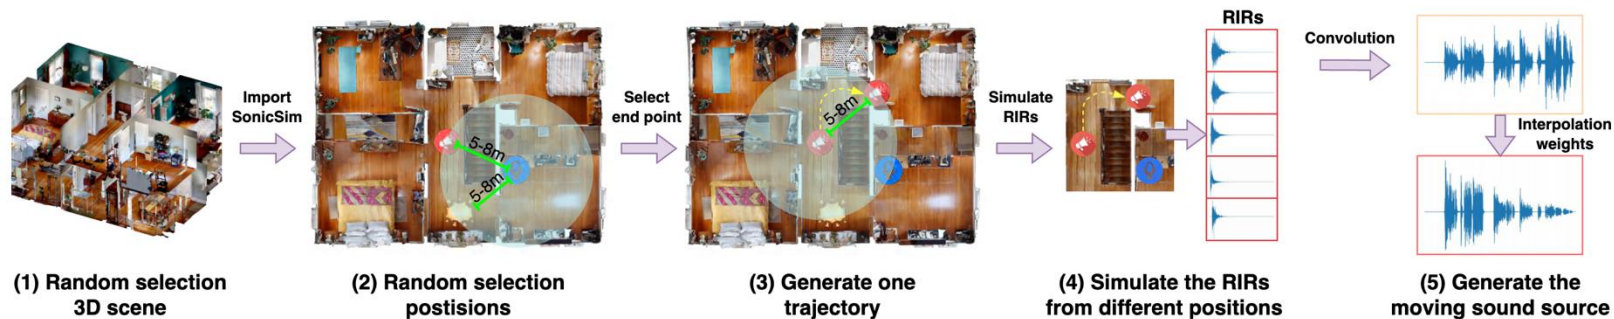 Import
SonicSim
5-8m
5-8m
Select
end point
5-8m
Simulate
RIRs
RIRs
Convolution
Interpolation
weights
(1) Random selection
3D scene
(2) Random selection
postisions
(3) Generate one
trajectory
(4) Simulate the RIRs
from different positions
(5) Generate the
moving sound source